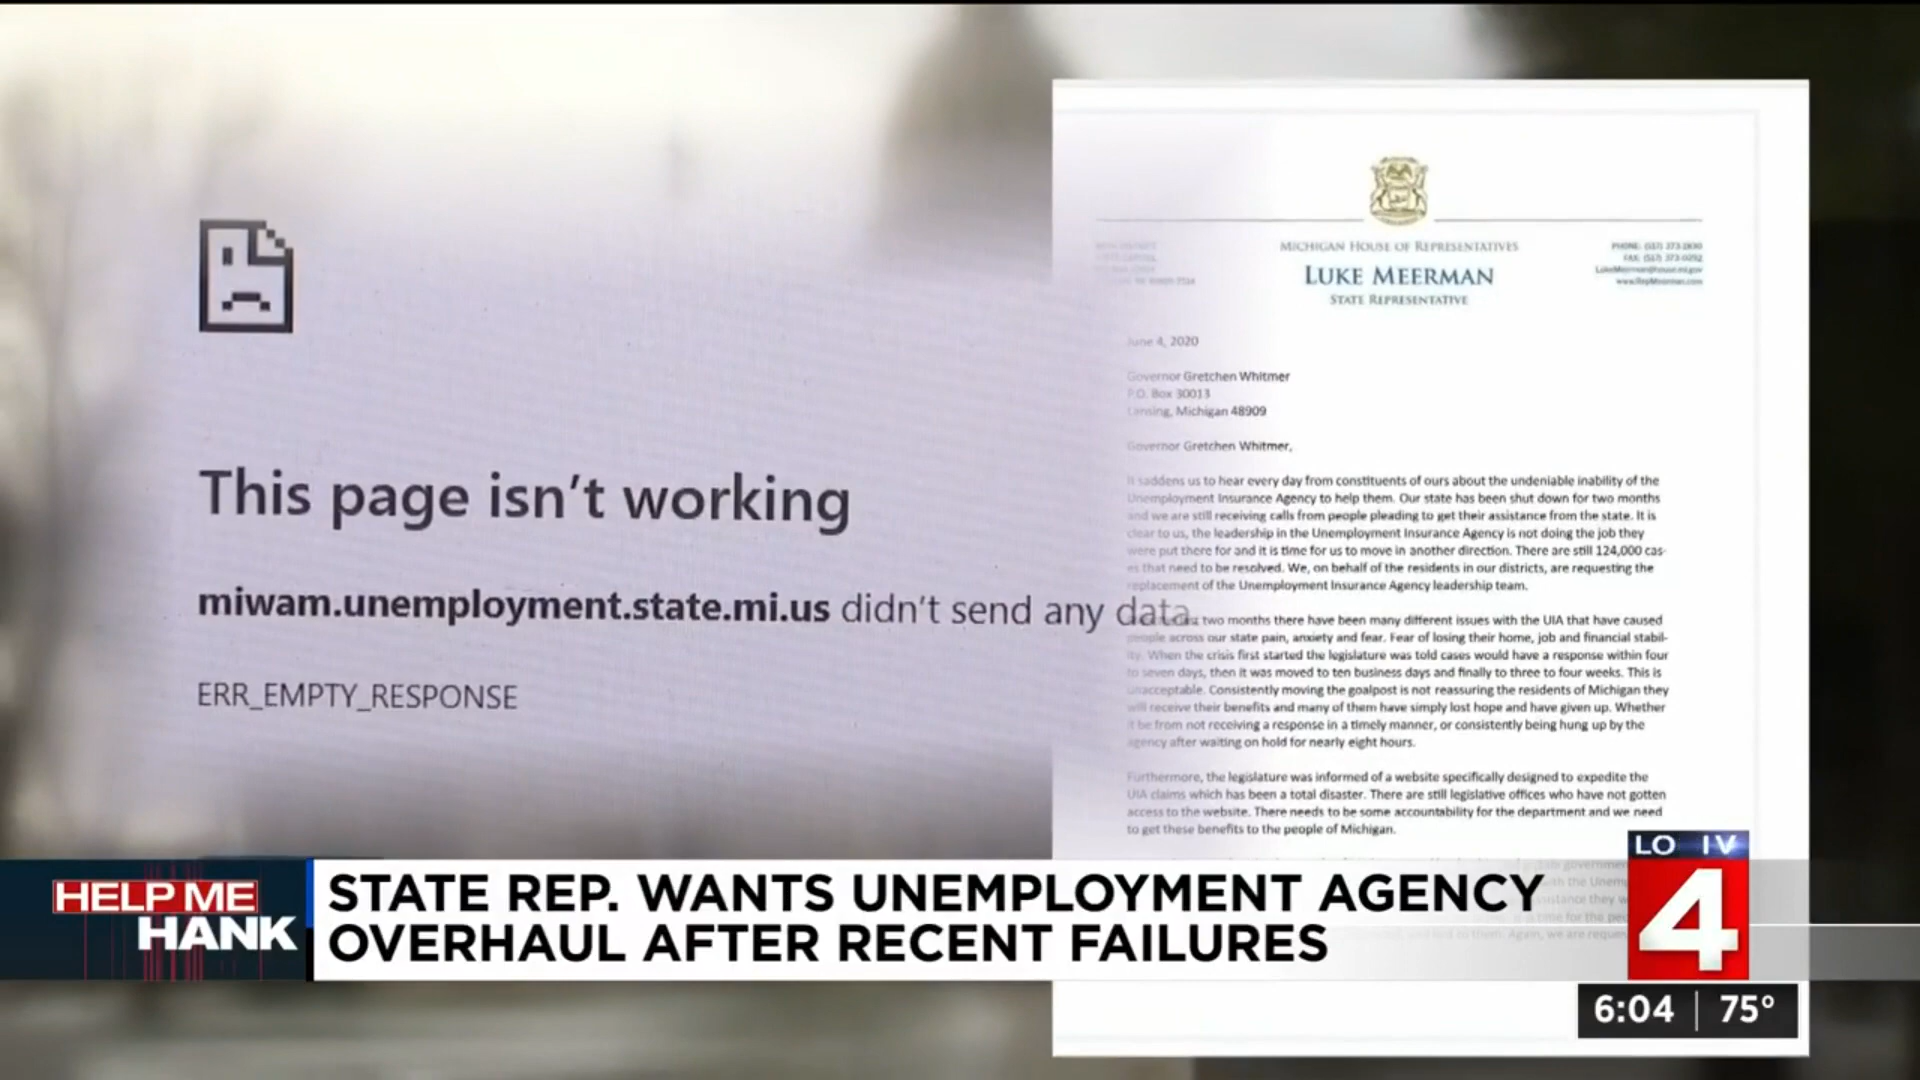 This page isn't working
miwam.unemployment.state.mi.us didn't send any data
ERR_EMPTY_RESPONSE
MICHIGAN HOUSE OF REPRESENTATIVES
LUKE MEERMAN
STATE REPRESENTATIVE
PHONE: (517) 373-1830
FAX: (517) 373-0292
LukeMeerman@house.mi.gov
www.RepMeerman.com
June 4, 2020
Governor Gretchen Whitmer
P.O. Box 30013
Lansing, Michigan 48909
Governor Gretchen Whitmer,
It saddens us to hear every day from constituents of ours about the undeniable inability of the
Unemployment Insurance Agency to help them. Our state has been shut down for two months
and we are still receiving calls from people pleading to get their assistance from the state. It is
clear to us, the leadership in the Unemployment Insurance Agency is not doing the job they
were put there for and it is time for us to move in another direction. There are still 124,000 cas-
es that need to be resolved. We, on behalf of the residents in our districts, are requesting the
replacement of the Unemployment Insurance Agency leadership team.
two months there have been many different issues with the UIA that have caused
people across our state pain, anxiety and fear. Fear of losing their home, job and financial stabil-
ity. When the crisis first started the legislature was told cases would have a response within four
to seven days, then it was moved to ten business days and finally to three to four weeks. This is
unacceptable. Consistently moving the goalpost is not reassuring the residents of Michigan they
will receive their benefits and many of them have simply lost hope and have given up. Whether
it be from not receiving a response in a timely manner, or consistently being hung up by the
agency after waiting on hold for nearly eight hours.
Furthermore, the legislature was informed of a website specifically designed to expedite the
UIA claims which has been a total disaster. There are still legislative offices who have not gotten
access to the website. There needs to be some accountability for the department and we need
to get these benefits to the people of Michigan.
HELP ME
HANK
STATE REP. WANTS UNEMPLOYMENT AGENCY
OVERHAUL AFTER RECENT FAILURES
LO IV
4
6:04 75°